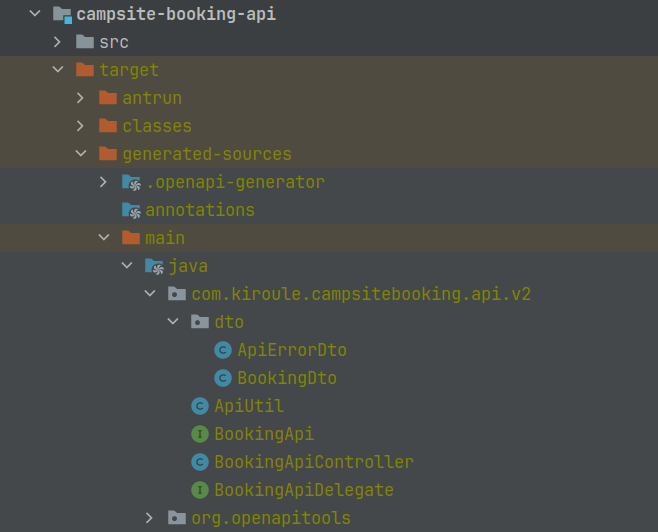 campsite-booking-api
src
target
antrun
classes
generated-sources
.openapi-generator
annotations
main
java
com.kiroule.campsitebooking.api.v2
dto
C ApiErrorDto
C BookingDto
C ApiUtil
I BookingApi
C BookingApiController
I BookingApiDelegate
org.openapitools